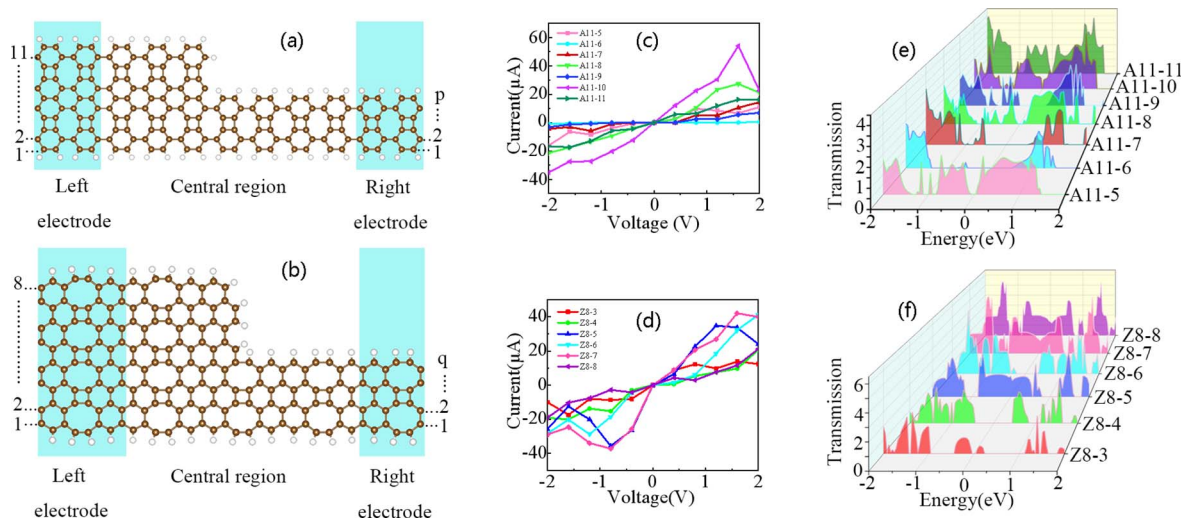 (a)
11
2
1
p
2
1
Left
electrode
Central region
Right
electrode
(b)
8
2
1
q
2
1
Left
electrode
Central region
Right
electrode
(c)
60
40
20
0
-20
-40
Current(μA)
A11-5
A11-6
A11-7
A11-8
A11-9
A11-10
A11-11
-2 -1 0 1 2
Voltage (V)
(d)
40
20
0
-20
-40
Current(μA)
Z8-3
Z8-4
Z8-5
Z8-6
Z8-7
Z8-8
-2 -1 0 1 2
Voltage(V)
(e)
A11-11
A11-10
A11-9
A11-8
A11-7
A11-6
A11-5
4
3
2
1
0
Transmission
-2 -1 0 1 2
Energy(eV)
(f)
Z8-8
Z8-7
Z8-6
Z8-5
Z8-4
Z8-3
6
5
4
3
2
1
0
Transmission
-2 -1 0 1 2
Energy(eV)